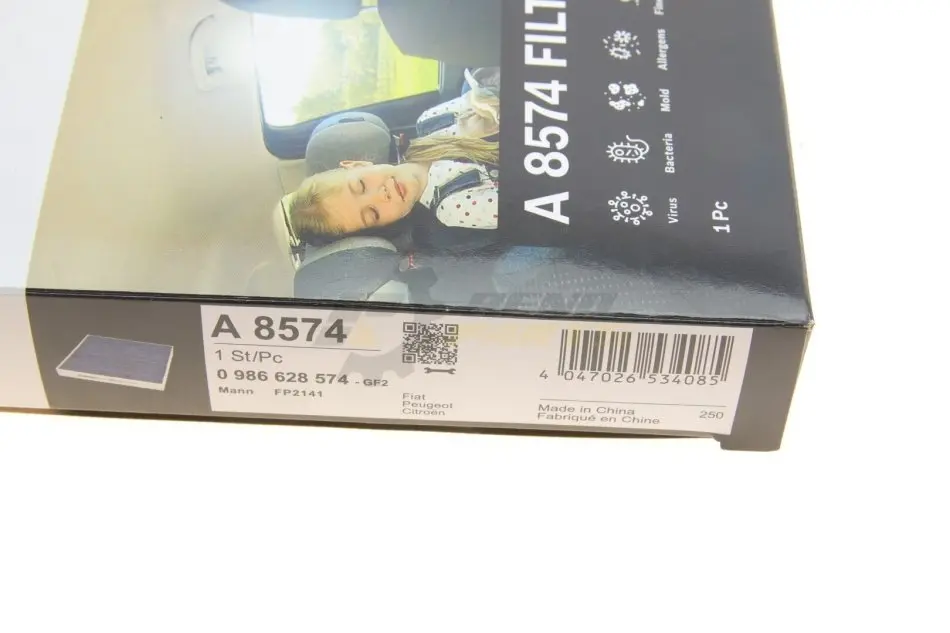 A 8574 FILT
Allergens
Mold
Bacteria
Virus
1 Pc
A 8574
1 St/Pc
0 986 628 574 - GF2
Mann FP2141
Fiat
Peugeot
Citroën
4 047026 534085
Made in China
Fabriqué en Chine
250